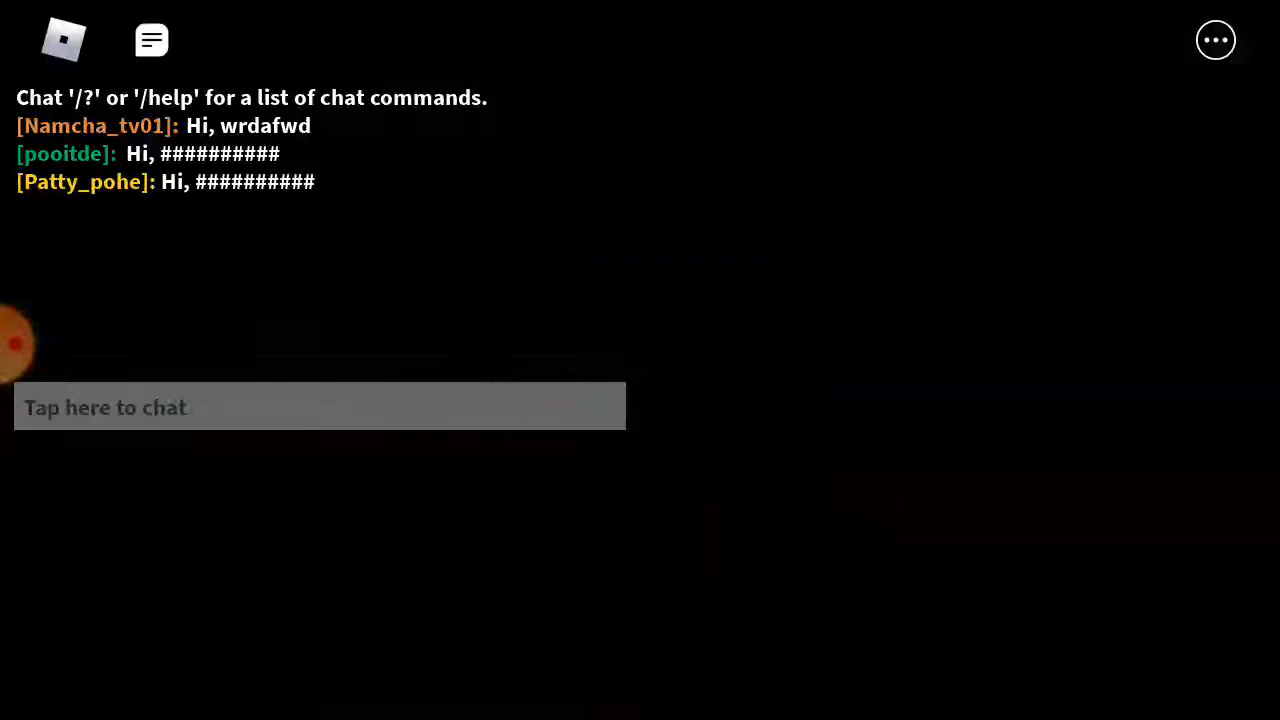 Chat '/?' or '/help' for a list of chat commands.
[Namcha_tv01]: Hi, wrdafwd
[pooitde]: Hi, ##########
[Patty_pohe]: Hi, ##########
Tap here to chat